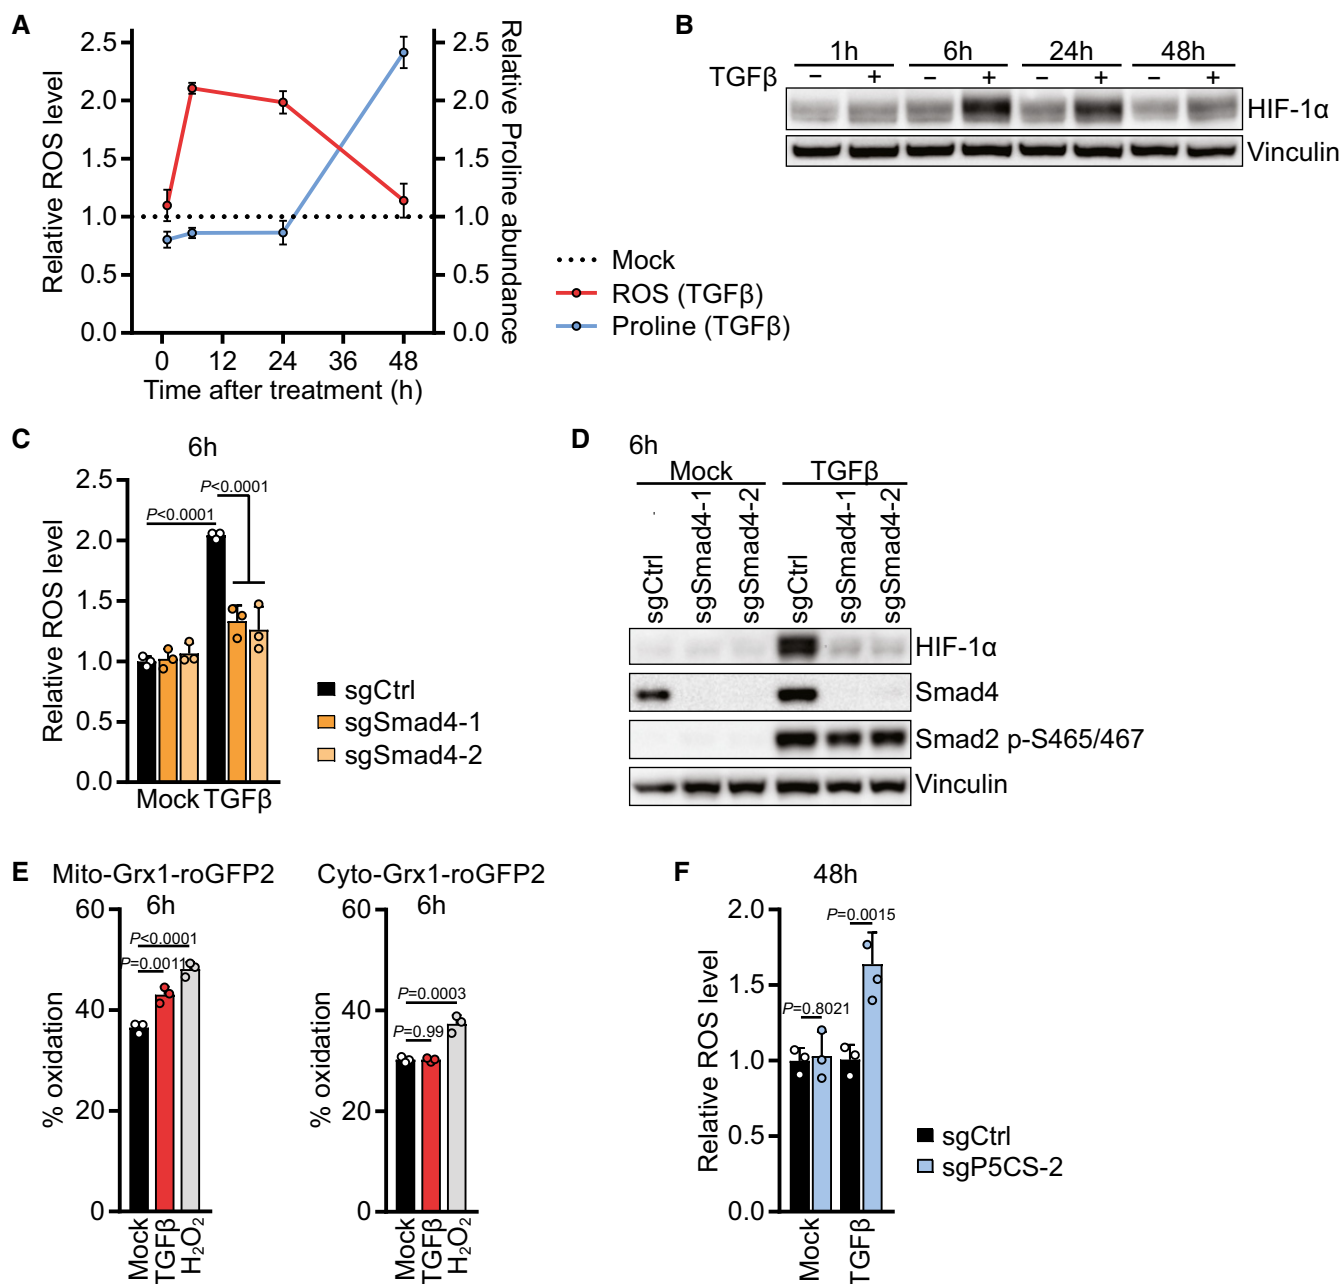 A
2.5
2.0
1.5
1.0
0.5
0.0
Relative ROS level
2.5
2.0
1.5
1.0
0.5
0.0
Relative Proline abundance
0 12 24 36 48
Time after treatment (h)
Mock
ROS (TGFβ)
Proline (TGFβ)
B
1h 6h 24h 48h
TGFβ – + – + – + – +
HIF-1α
Vinculin
C
6h
2.5
2.0
1.5
1.0
0.5
0.0
Relative ROS level
P<0.0001
P<0.0001
Mock TGFβ
sgCtrl
sgSmad4-1
sgSmad4-2
D
6h
Mock TGFβ
sgCtrl
sgSmad4-1
sgSmad4-2
sgCtrl
sgSmad4-1
sgSmad4-2
HIF-1α
Smad4
Smad2 p-S465/467
Vinculin
E
Mito-Grx1-roGFP2
6h
60
40
20
0
% oxidation
P<0.0001
P=0.0011
Mock
TGFβ
H₂O₂
Cyto-Grx1-roGFP2
6h
60
40
20
0
% oxidation
P=0.0003
P=0.99
Mock
TGFβ
H₂O₂
F
48h
2.0
1.5
1.0
0.5
0.0
Relative ROS level
P=0.0015
P=0.8021
Mock
TGFβ
sgCtrl
sgP5CS-2